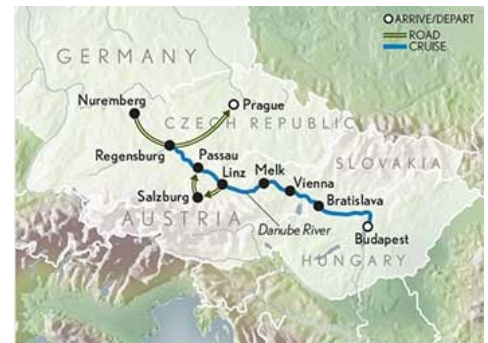 ARRIVE/DEPART
ROAD
CRUISE
GERMANY
Nuremberg
Prague
CZECH REPUBLIC
Regensburg
Passau
SLOVAKIA
Linz
Melk
Vienna
Salzburg
Bratislava
AUSTRIA
Danube River
Budapest
HUNGARY